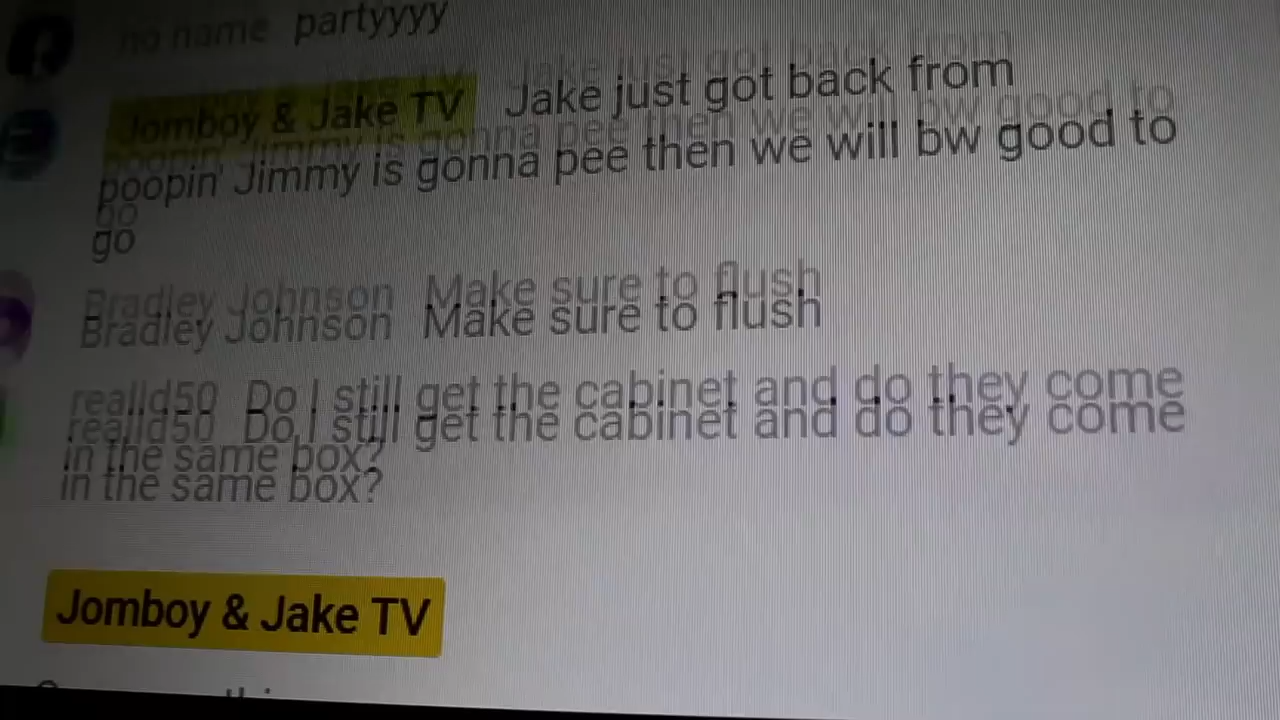 no name partyyyy
Jomboy & Jake TV Jake just got back from
poopin' Jimmy is gonna pee then we will bw good to
go
Bradley Johnson Make sure to flush
realld50 Do I still get the cabinet and do they come
in the same box?
Jomboy & Jake TV